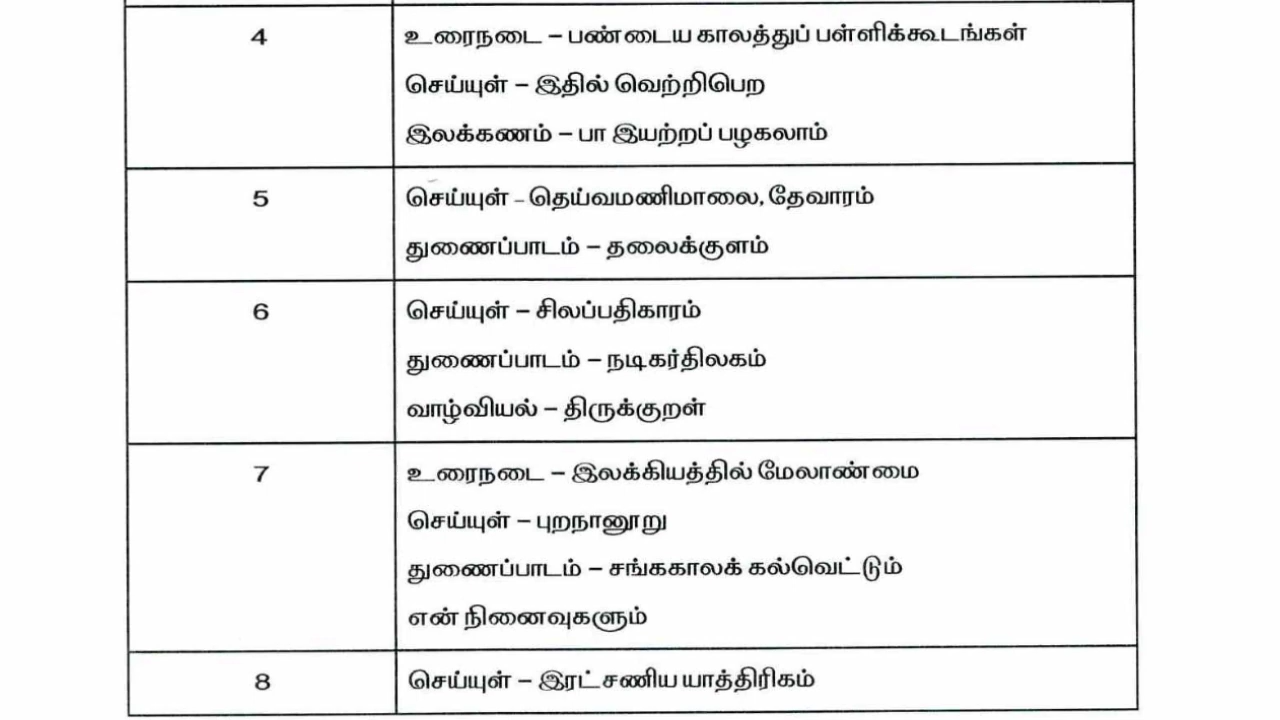 4
உரைநடை – பண்டைய காலத்துப் பள்ளிக்கூடங்கள்
செய்யுள் – இதில் வெற்றிபெற
இலக்கணம் – பா இயற்றப் பழகலாம்
5
செய்யுள் – தெய்வமணிமாலை, தேவாரம்
துணைப்பாடம் – தலைக்குளம்
6
செய்யுள் – சிலப்பதிகாரம்
துணைப்பாடம் – நடிகர்திலகம்
வாழ்வியல் – திருக்குறள்
7
உரைநடை – இலக்கியத்தில் மேலாண்மை
செய்யுள் – புறநானூறு
துணைப்பாடம் – சங்ககாலக் கல்வெட்டும்
என் நினைவுகளும்
8
செய்யுள் – இரட்சணிய யாத்திரிகம்